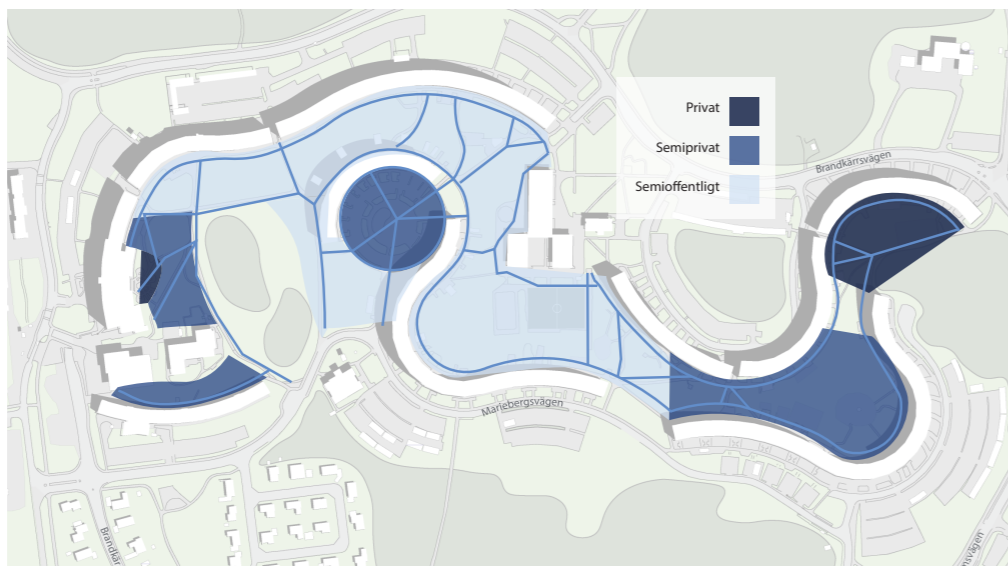 Privat
Semiprivat
Semioffentligt
Brandkärrsvägen
Mariebergsvägen